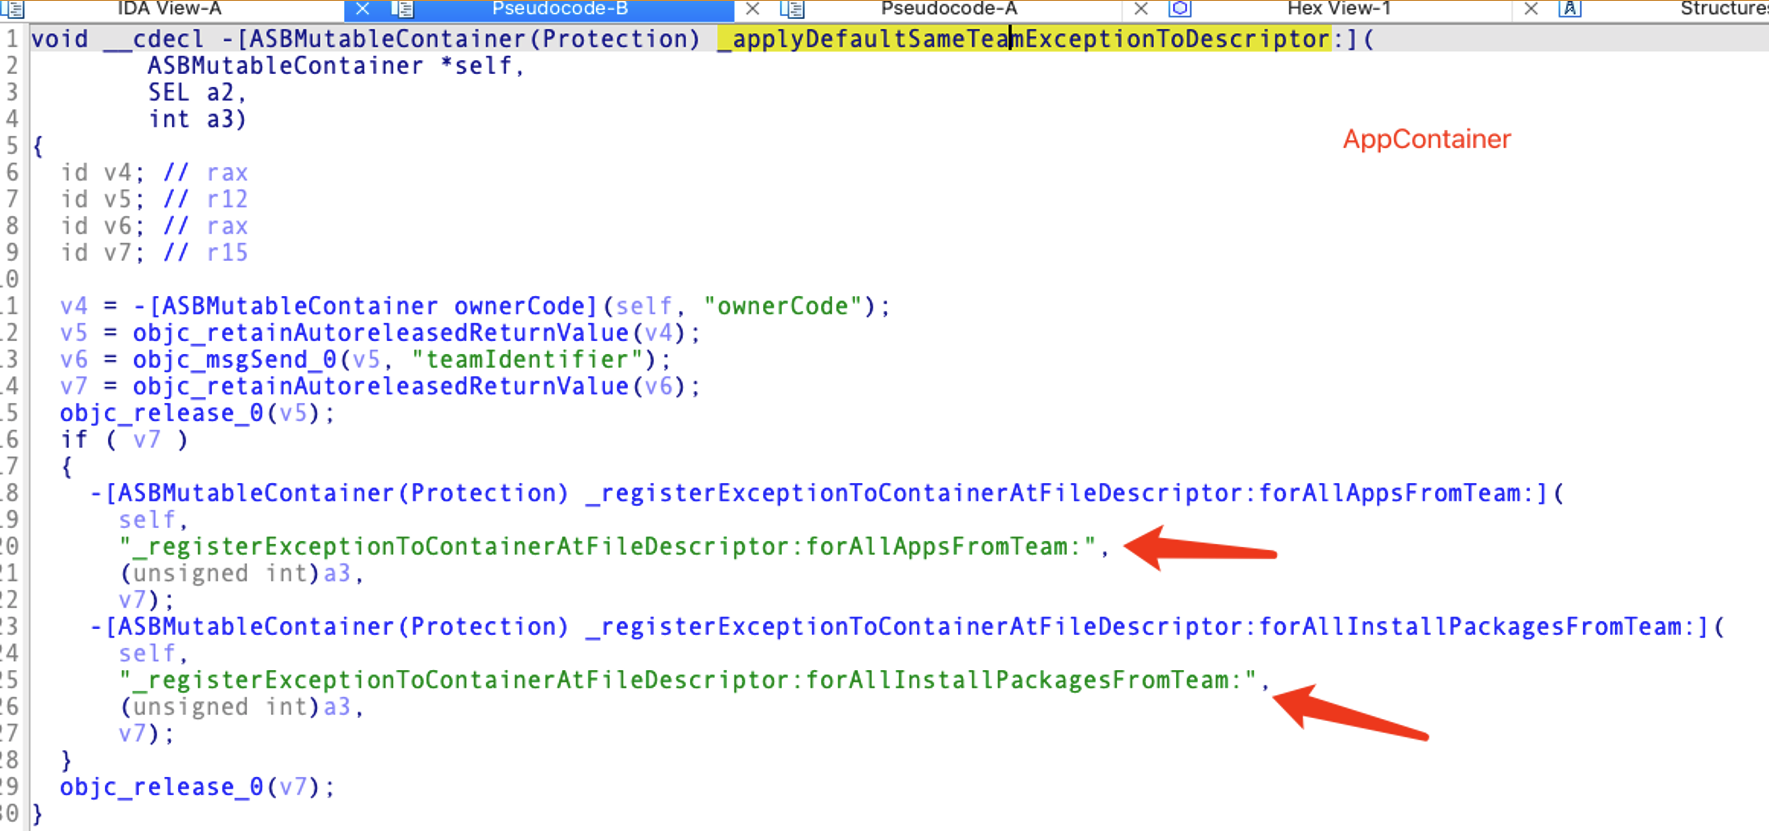 IDA View-A Pseudocode-B Pseudocode-A Hex View-1 Structures
1 void __cdecl -[ASBMutableContainer(Protection) _applyDefaultSameTeamExceptionToDescriptor:](
2 ASBMutableContainer *self,
3 SEL a2,
4 int a3)
AppContainer
5 {
6 id v4; // rax
7 id v5; // r12
8 id v6; // rax
9 id v7; // r15
10
11 v4 = -[ASBMutableContainer ownerCode](self, "ownerCode");
12 v5 = objc_retainAutoreleasedReturnValue(v4);
13 v6 = objc_msgSend_0(v5, "teamIdentifier");
14 v7 = objc_retainAutoreleasedReturnValue(v6);
15 objc_release_0(v5);
16 if ( v7 )
17 {
18 -[ASBMutableContainer(Protection) _registerExceptionToContainerAtFileDescriptor:forAllAppsFromTeam:](
19 self,
20 "_registerExceptionToContainerAtFileDescriptor:forAllAppsFromTeam:",
21 (unsigned int)a3,
22 v7);
23 -[ASBMutableContainer(Protection) _registerExceptionToContainerAtFileDescriptor:forAllInstallPackagesFromTeam:](
24 self,
25 "_registerExceptionToContainerAtFileDescriptor:forAllInstallPackagesFromTeam:",
26 (unsigned int)a3,
27 v7);
28 }
29 objc_release_0(v7);
30 }